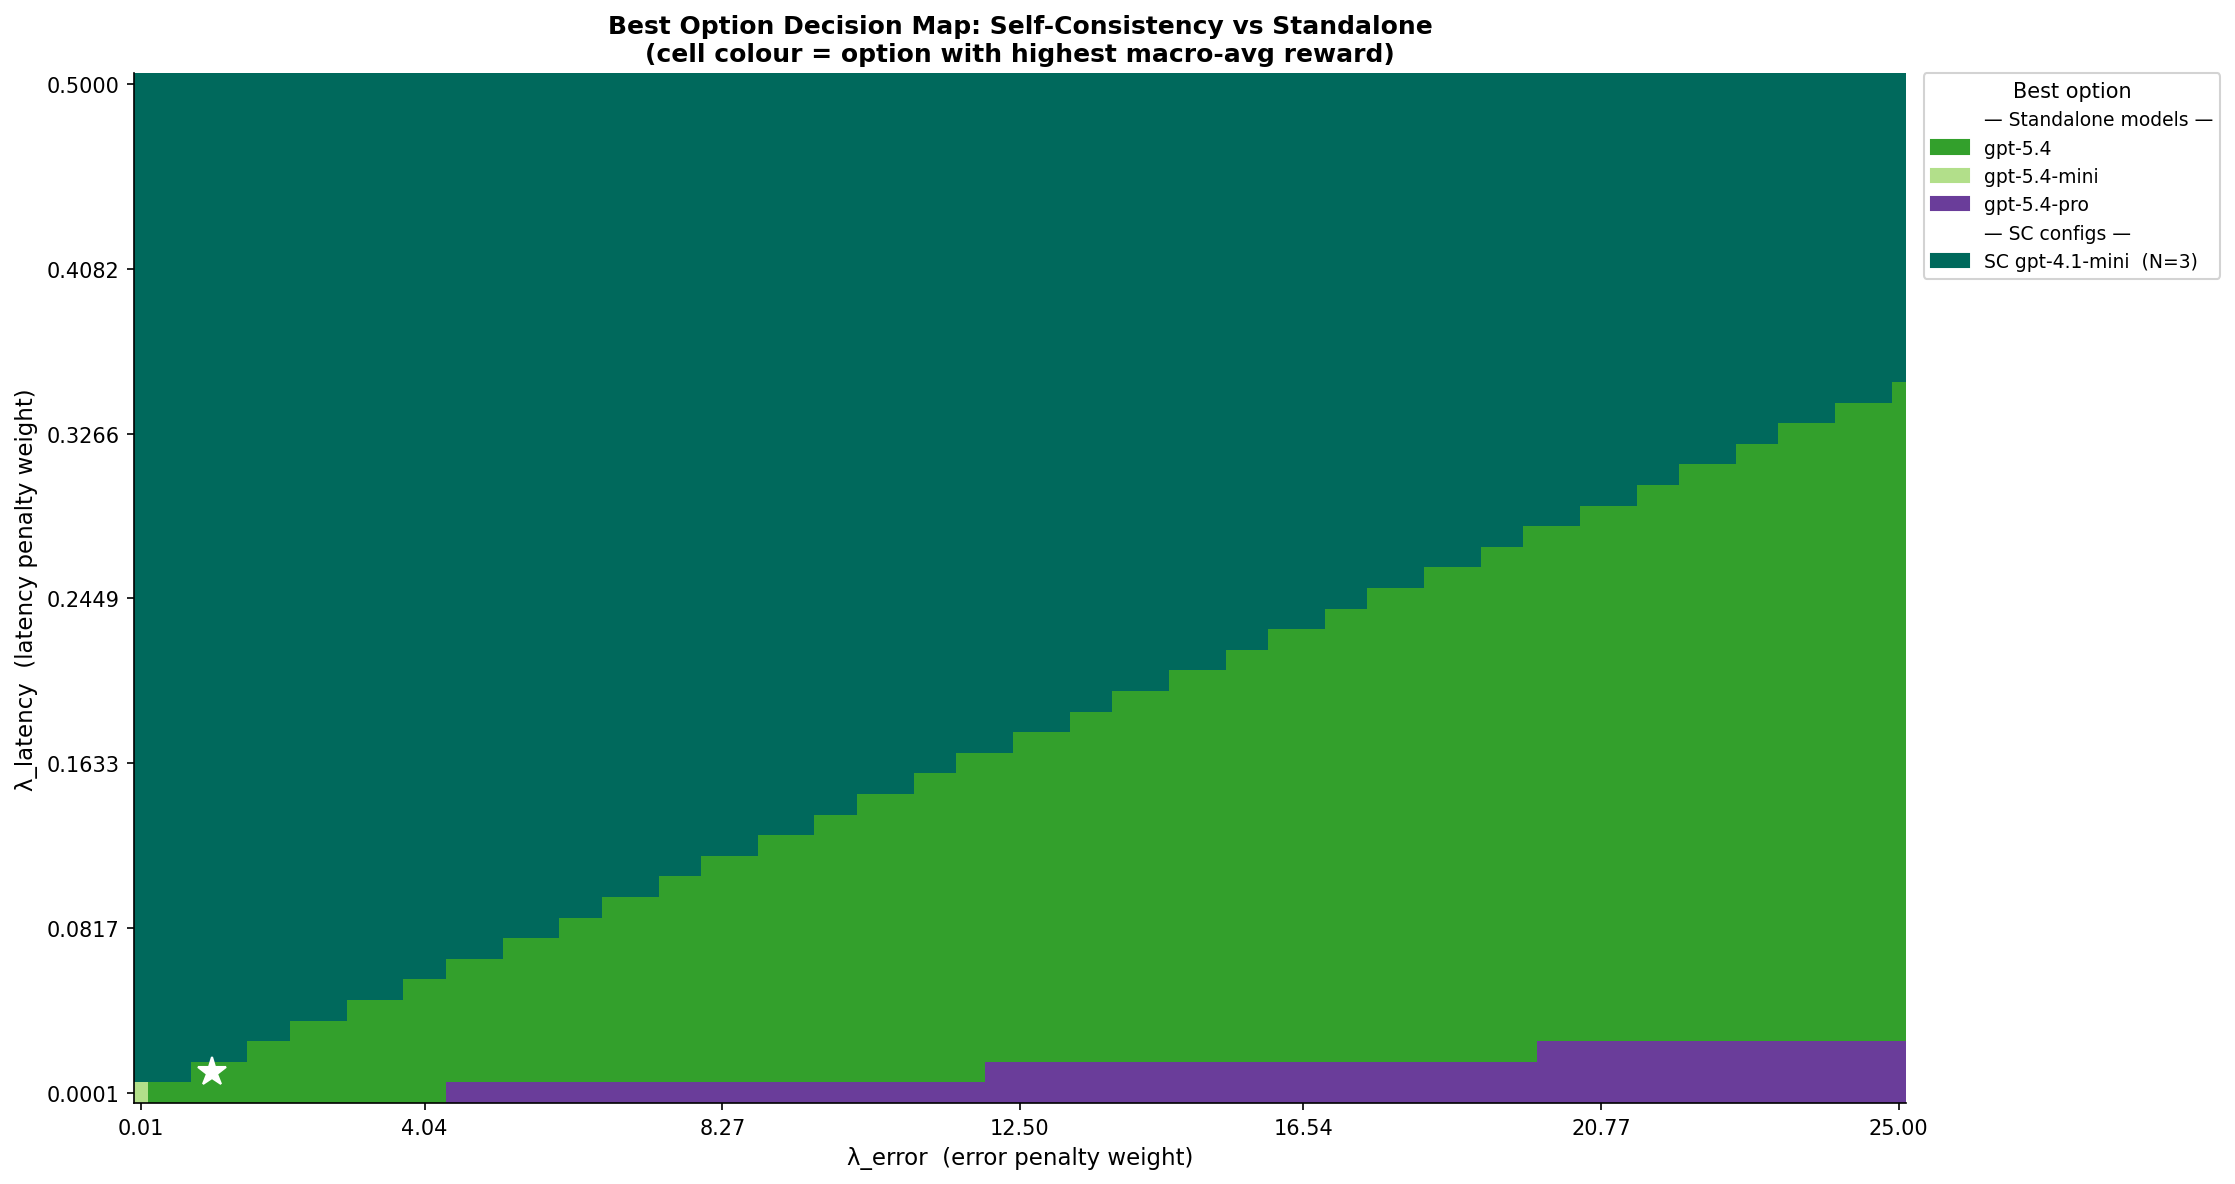 Best Option Decision Map: Self-Consistency vs Standalone
(cell colour = option with highest macro-avg reward)
Best option
— Standalone models —
gpt-5.4
gpt-5.4-mini
gpt-5.4-pro
— SC configs —
SC gpt-4.1-mini (N=3)
λ_latency (latency penalty weight)
0.5000
0.4082
0.3266
0.2449
0.1633
0.0817
0.0001
0.01 4.04 8.27 12.50 16.54 20.77 25.00
λ_error (error penalty weight)